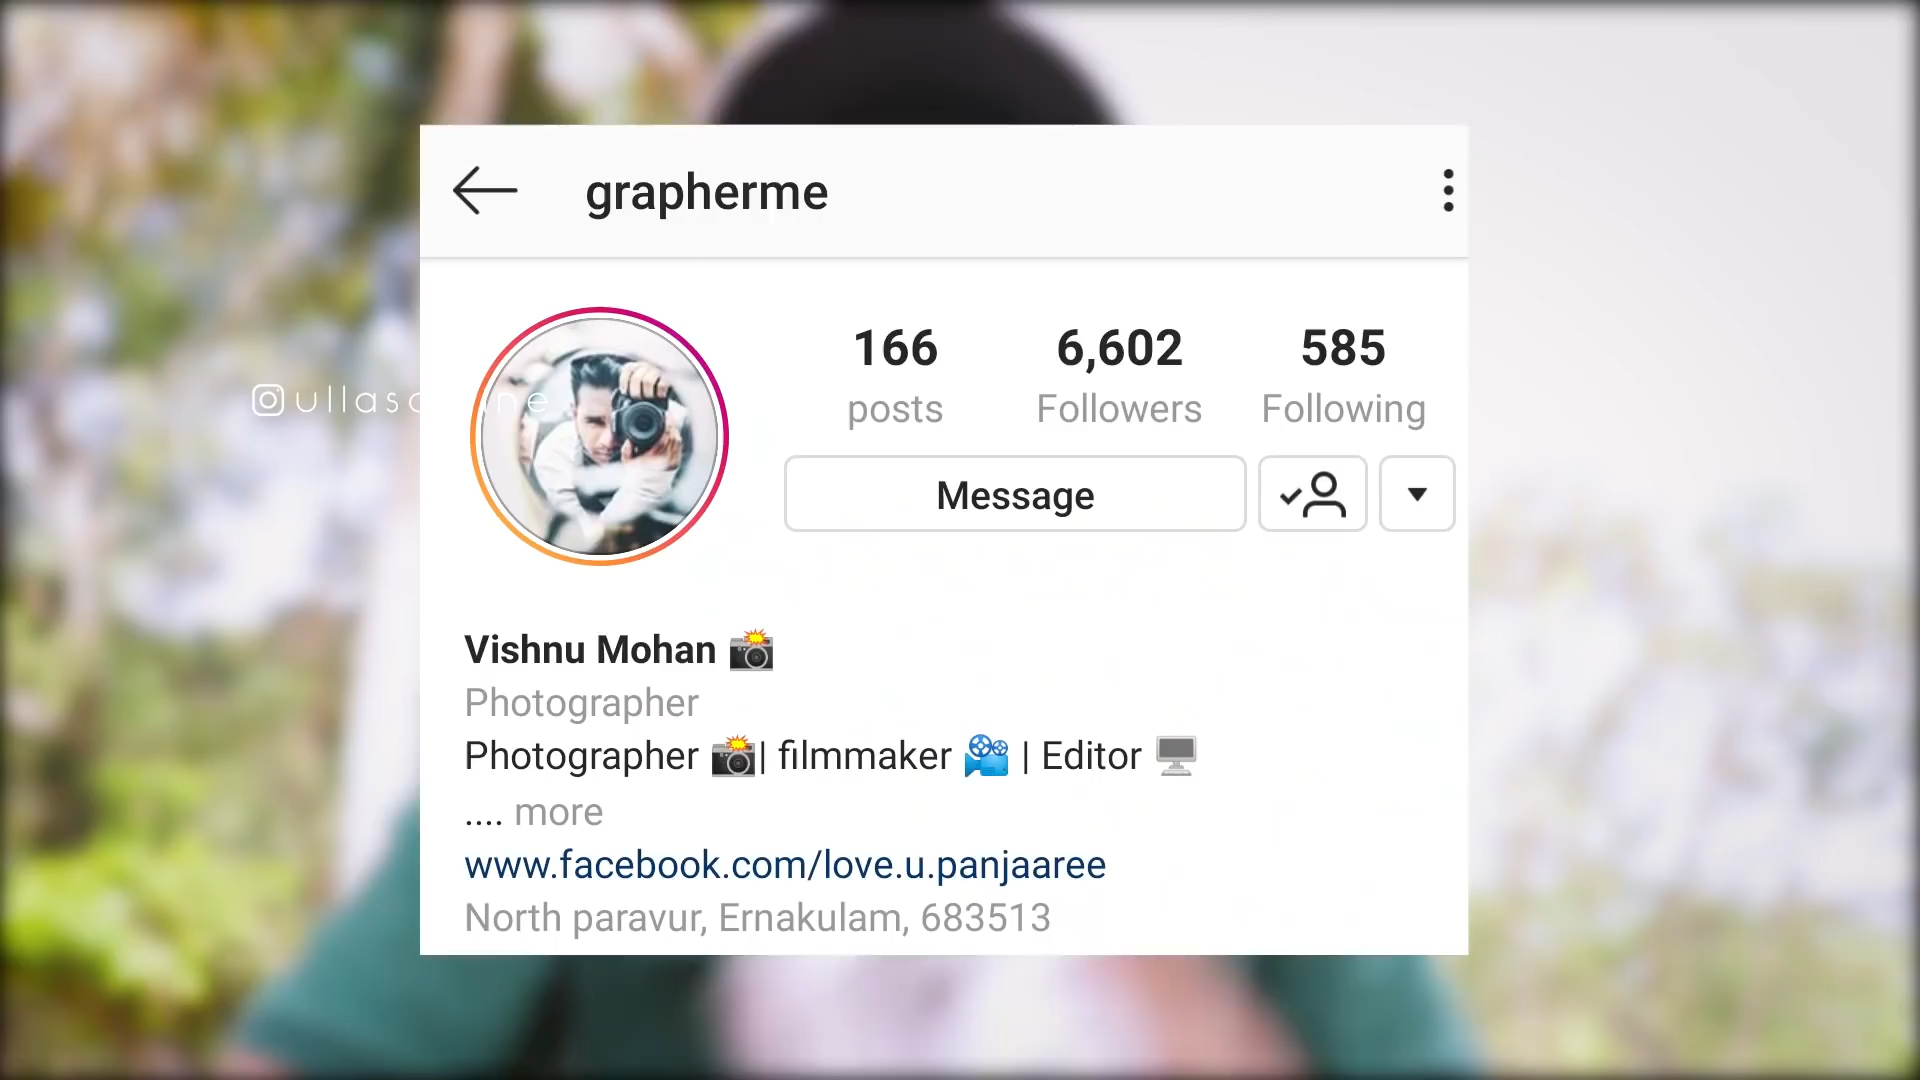 grapherme
166 6,602 585
posts Followers Following
Message
Vishnu Mohan 📸
Photographer
Photographer 📸| filmmaker 🎥 | Editor 🖥️
.... more
www.facebook.com/love.u.panjaaree
North paravur, Ernakulam, 683513